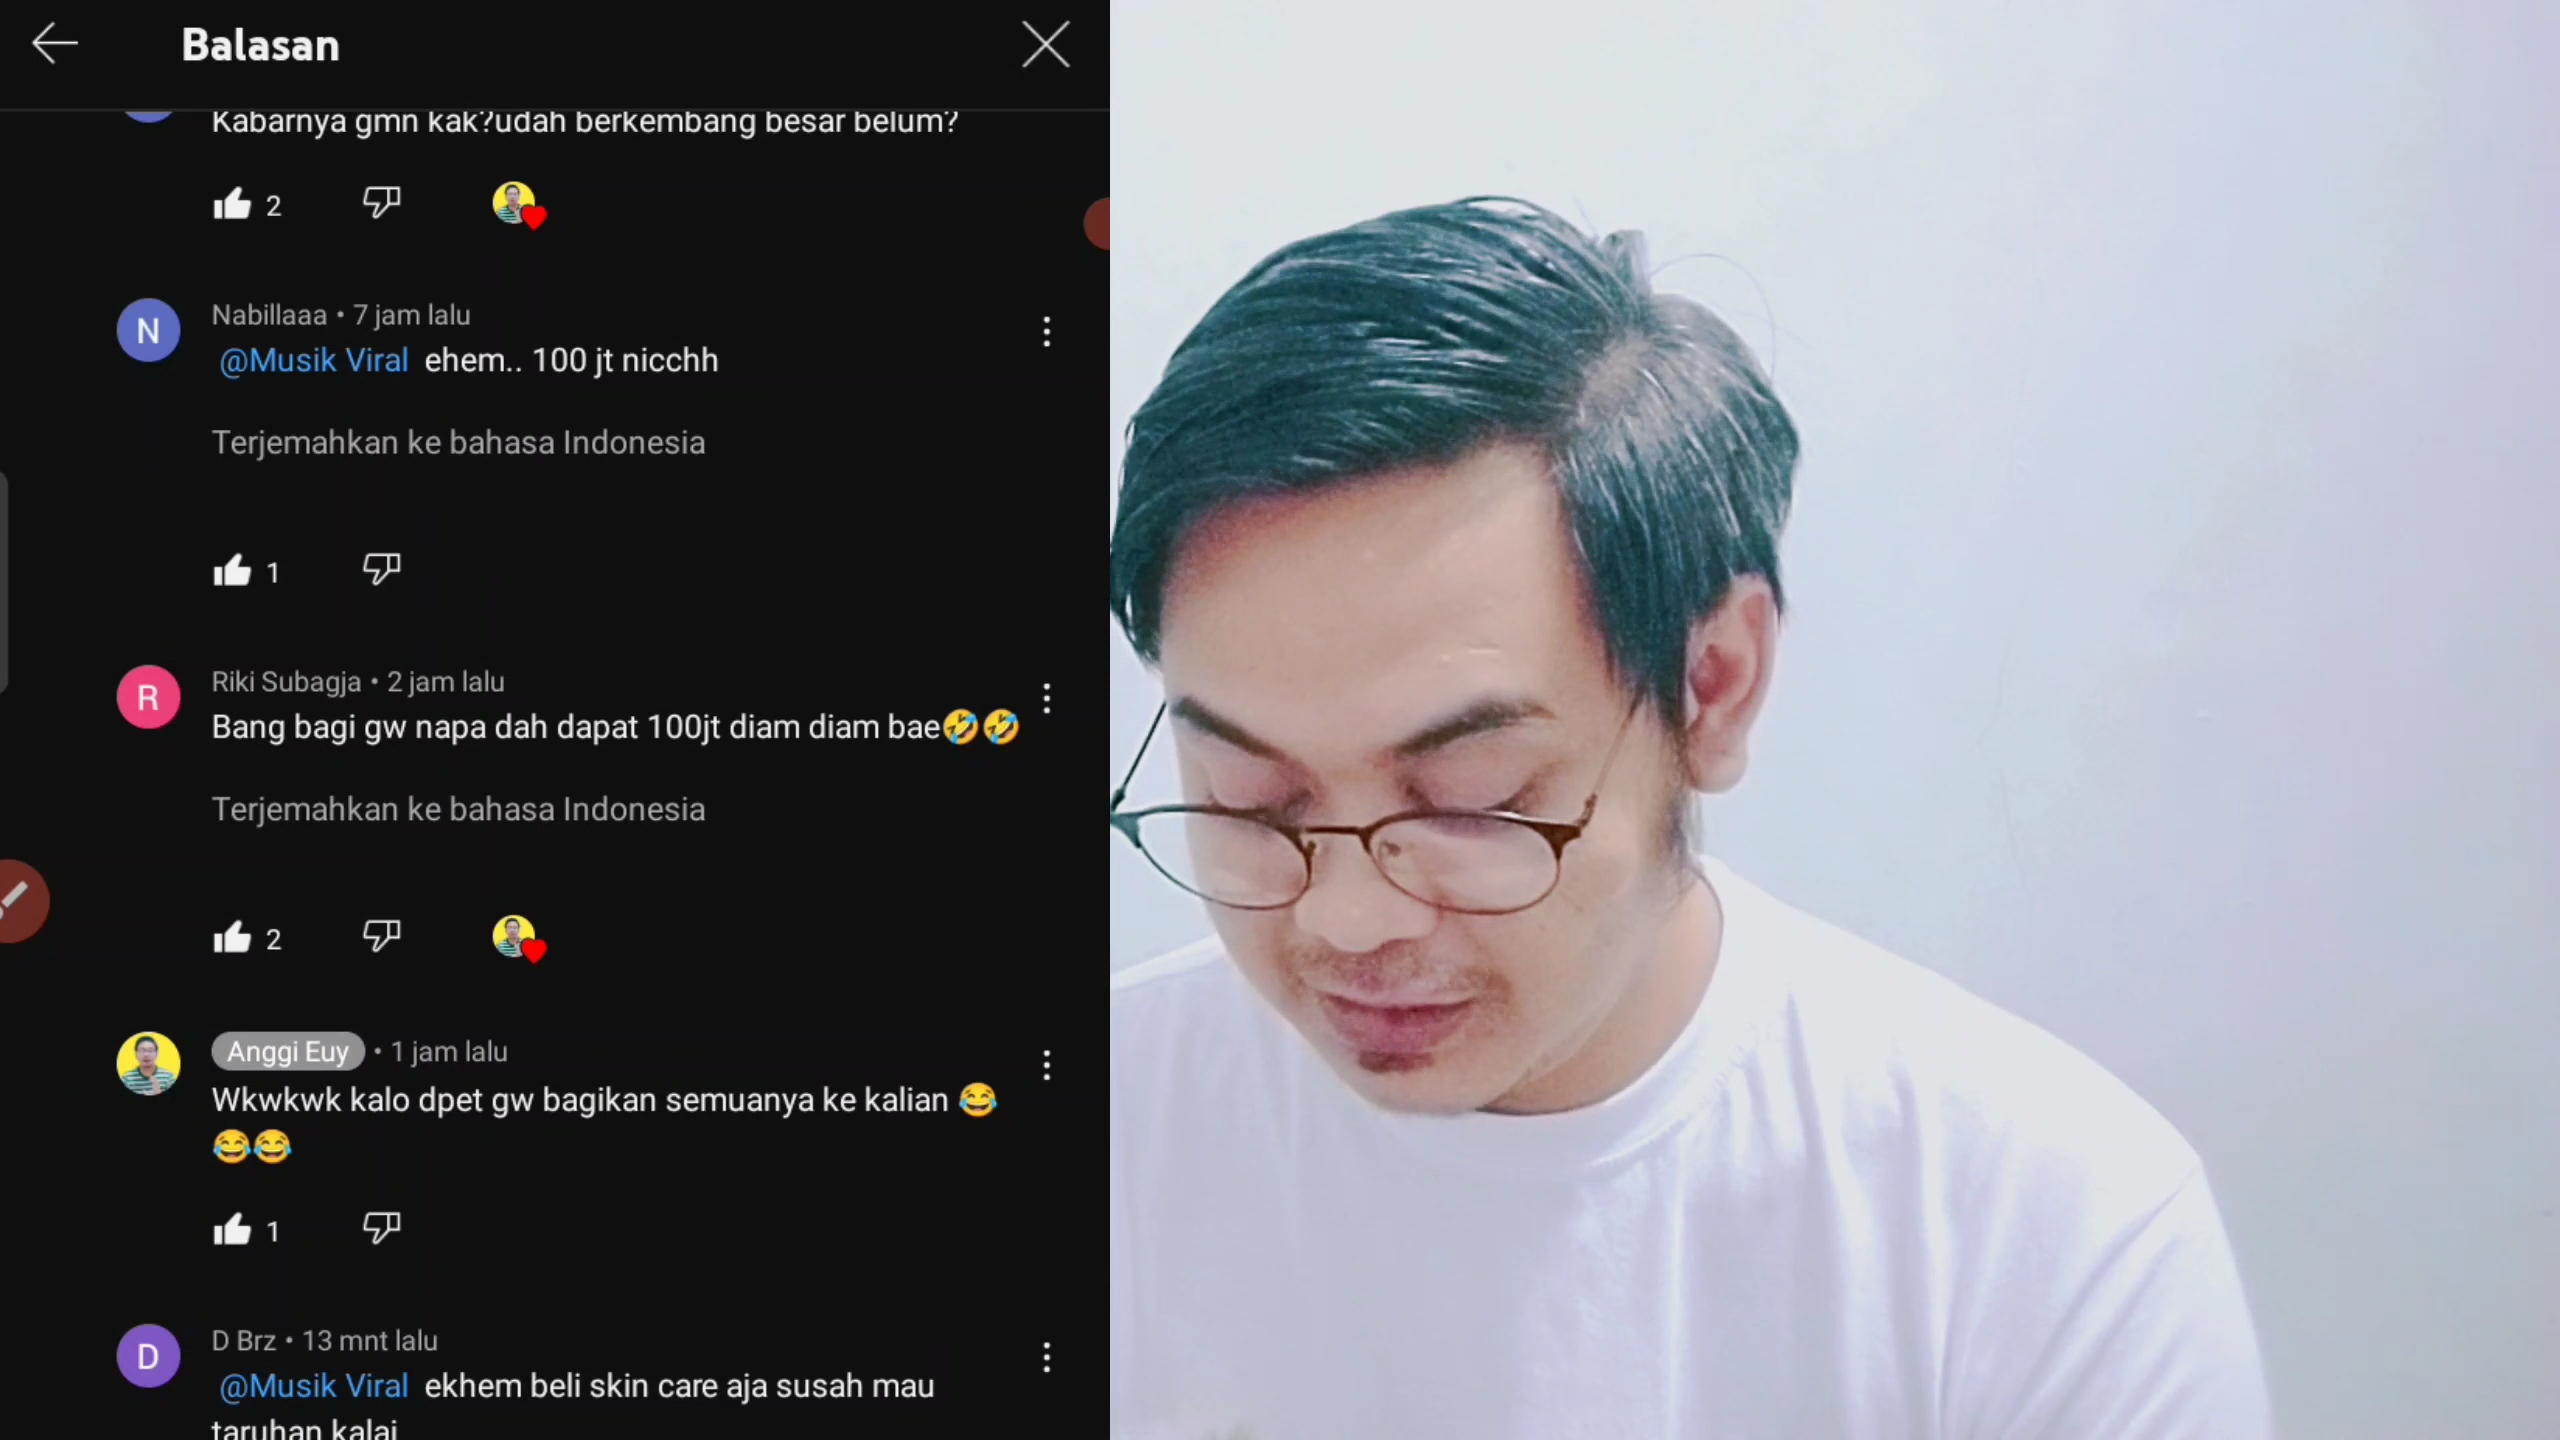 Balasan
Kabarnya gmn kak?udah berkembang besar belum?
2
N
Nabillaaa • 7 jam lalu
@Musik Viral ehem.. 100 jt nicchh
Terjemahkan ke bahasa Indonesia
1
R
Riki Subagja • 2 jam lalu
Bang bagi gw napa dah dapat 100jt diam diam bae🤣🤣
Terjemahkan ke bahasa Indonesia
2
Anggi Euy • 1 jam lalu
Wkwkwk kalo dpet gw bagikan semuanya ke kalian 😂
😂😂
1
D
D Brz • 13 mnt lalu
@Musik Viral ekhem beli skin care aja susah mau
taruhan kalai